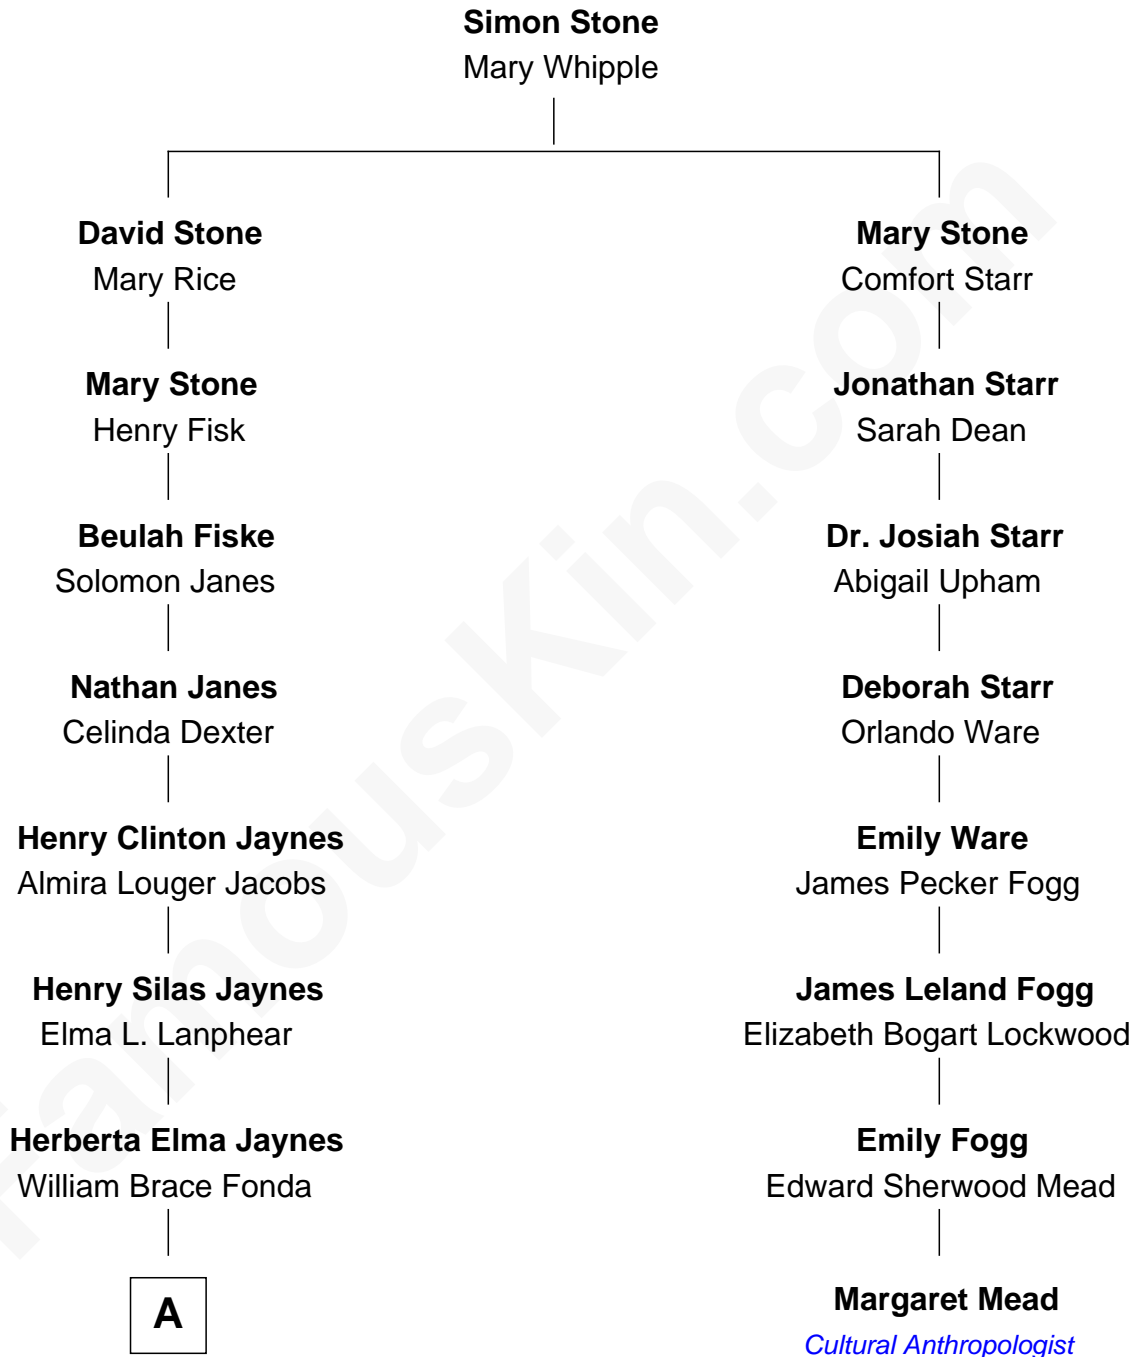 Simon Stone
Mary Whipple
David Stone
Mary Rice
Mary Stone
Comfort Starr
Mary Stone
Henry Fisk
Jonathan Starr
Sarah Dean
Beulah Fiske
Solomon Janes
Dr. Josiah Starr
Abigail Upham
Nathan Janes
Celinda Dexter
Deborah Starr
Orlando Ware
Henry Clinton Jaynes
Almira Louger Jacobs
Emily Ware
James Pecker Fogg
Henry Silas Jaynes
Elma L. Lanphear
James Leland Fogg
Elizabeth Bogart Lockwood
Herberta Elma Jaynes
William Brace Fonda
Emily Fogg
Edward Sherwood Mead
A
Margaret Mead
Cultural Anthropologist
FamousKin.com